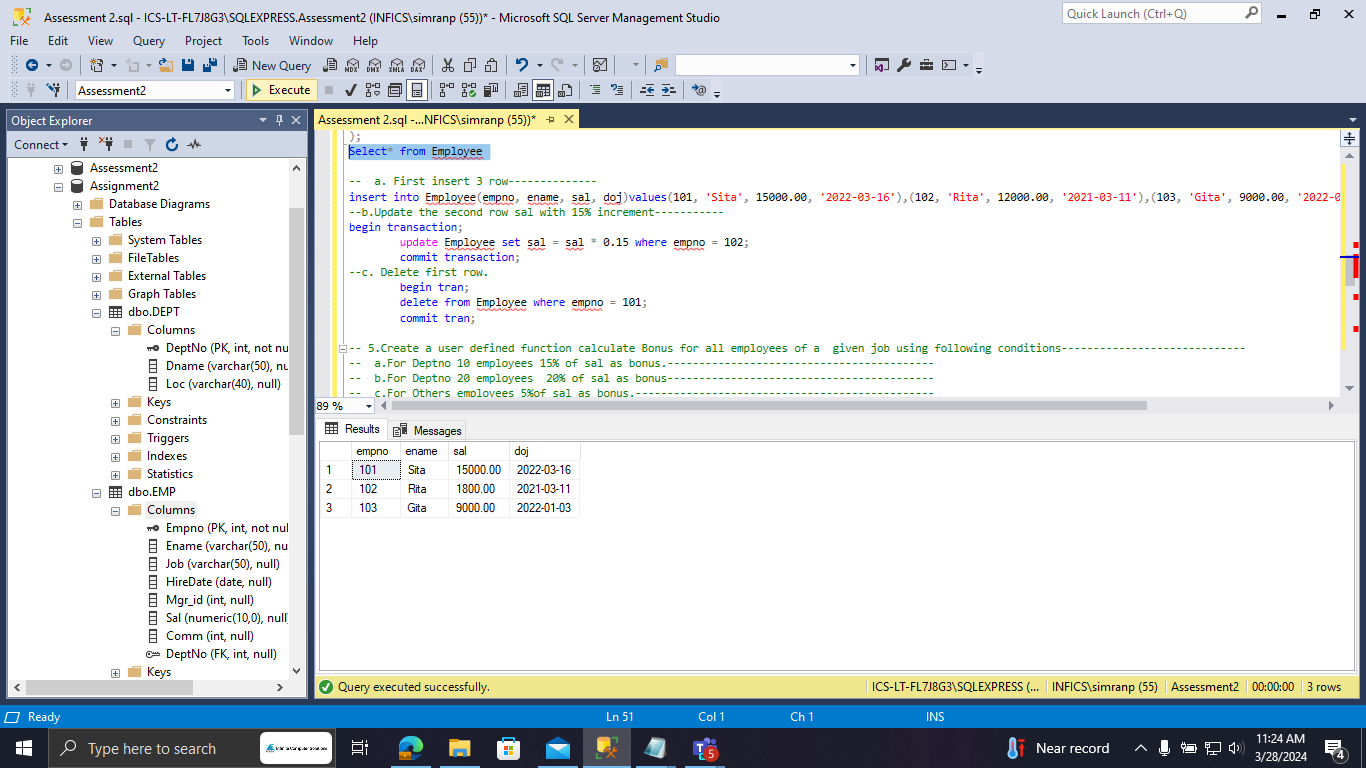 Assessment 2.sql - ICS-LT-FL7J8G3\SQLEXPRESS.Assessment2 (INFICS\simranp (55))* - Microsoft SQL Server Management Studio
Quick Launch (Ctrl+Q)
File Edit View Query Project Tools Window Help
New Query
MDX DMX XMLA DAX
Assessment2
Execute
Object Explorer
Connect
Assessment2
Assignment2
Database Diagrams
Tables
System Tables
FileTables
External Tables
Graph Tables
dbo.DEPT
Columns
DeptNo (PK, int, not nu
Dname (varchar(50), nu
Loc (varchar(40), null)
Keys
Constraints
Triggers
Indexes
Statistics
dbo.EMP
Columns
Empno (PK, int, not nul
Ename (varchar(50), nu
Job (varchar(50), null)
HireDate (date, null)
Mgr_id (int, null)
Sal (numeric(10,0), null
Comm (int, null)
DeptNo (FK, int, null)
Keys
Assessment 2.sql -...NFICS\simranp (55))*
);
Select* from Employee
--  a. First insert 3 row--------------
insert into Employee(empno, ename, sal, doj)values(101, 'Sita', 15000.00, '2022-03-16'),(102, 'Rita', 12000.00, '2021-03-11'),(103, 'Gita', 9000.00, '2022-0
--b.Update the second row sal with 15% increment-----------
begin transaction;
update Employee set sal = sal * 0.15 where empno = 102;
commit transaction;
--c. Delete first row.
begin tran;
delete from Employee where empno = 101;
commit tran;
-- 5.Create a user defined function calculate Bonus for all employees of a  given job using following conditions-----------------------------
--  a.For Deptno 10 employees 15% of sal as bonus.-----------------------------------------
--  b.For Deptno 20 employees  20% of sal as bonus-----------------------------------------
--  c.For Others employees 5%of sal as bonus.----------------------------------------------
89 %
Results Messages
empno ename sal doj
1 101 Sita 15000.00 2022-03-16
2 102 Rita 1800.00 2021-03-11
3 103 Gita 9000.00 2022-01-03
Query executed successfully.
ICS-LT-FL7J8G3\SQLEXPRESS (... INFICS\simranp (55) Assessment2 00:00:00 3 rows
Ready Ln 51 Col 1 Ch 1 INS
Type here to search
Infinite Computer Solutions
5
Near record
11:24 AM
3/28/2024
4